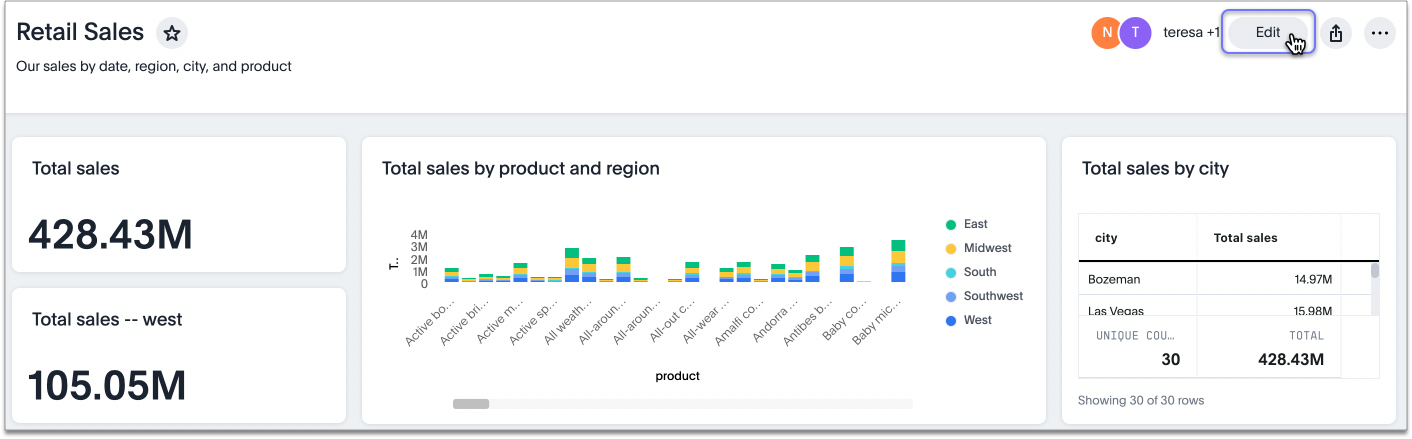 Retail Sales
N T teresa +1 Edit
Our sales by date, region, city, and product
Total sales
428.43M
Total sales -- west
105.05M
Total sales by product and region
T..
4M
3M
2M
1M
0
Active bo...
Active bri...
Active m...
Active sp...
All weath...
All-aroun...
All-aroun...
All-out c...
All-wear ...
Amalfi co...
Andorra ...
Antibes b...
Baby co...
Baby mic...
product
East
Midwest
South
Southwest
West
Total sales by city
city Total sales
Bozeman 14.97M
Las Vegas 15.98M
UNIQUE COU… TOTAL
30 428.43M
Showing 30 of 30 rows